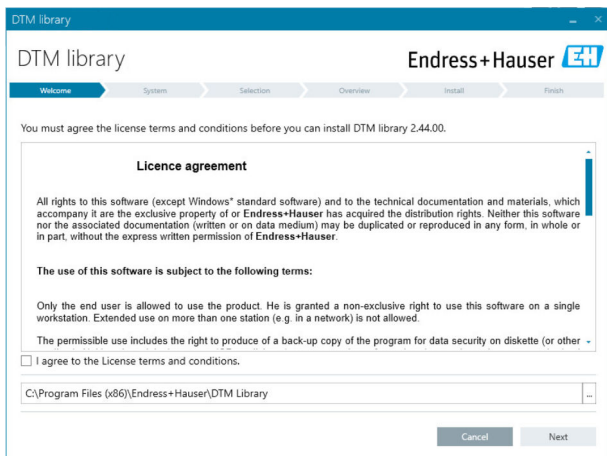 DTM library
DTM library
Endress+Hauser EH
Welcome
System
Selection
Overview
Install
Finish
You must agree the license terms and conditions before you can install DTM library 2.44.00.
Licence agreement
All rights to this software (except Windows* standard software) and to the technical documentation and materials, which
accompany it are the exclusive property of or Endress+Hauser has acquired the distribution rights. Neither this software
nor the associated documentation (written or on data medium) may be duplicated or reproduced in any form, in whole or
in part, without the express written permission of Endress+Hauser.
The use of this software is subject to the following terms:
Only the end user is allowed to use the product. He is granted a non-exclusive right to use this software on a single
workstation. Extended use on more than one station (e.g. in a network) is not allowed.
The permissible use includes the right to produce of a back-up copy of the program for data security on diskette (or other
I agree to the License terms and conditions.
C:\Program Files (x86)\Endress+Hauser\DTM Library
...
Cancel
Next